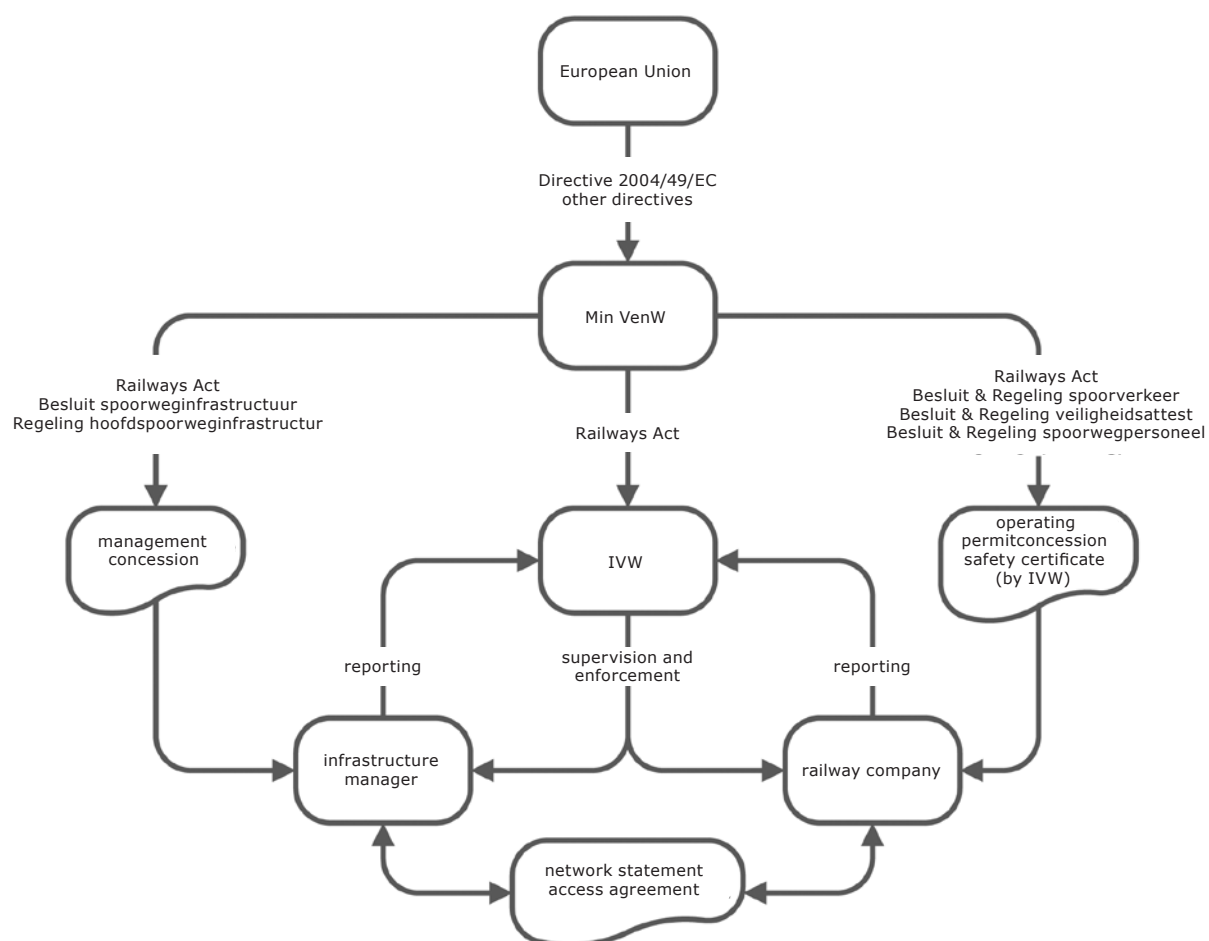 European Union
Directive 2004/49/EC
other directives
Min VenW
Railways Act
Besluit spoorweginfrastructuur
Regeling hoofdspoorweginfrastructur
Railways Act
Railways Act
Besluit & Regeling spoorverkeer
Besluit & Regeling veiligheidsattest
Besluit & Regeling spoorwegpersoneel
management
concession
IVW
operating
permitconcession
safety certificate
(by IVW)
reporting
supervision and
enforcement
reporting
infrastructure
manager
railway company
network statement
access agreement